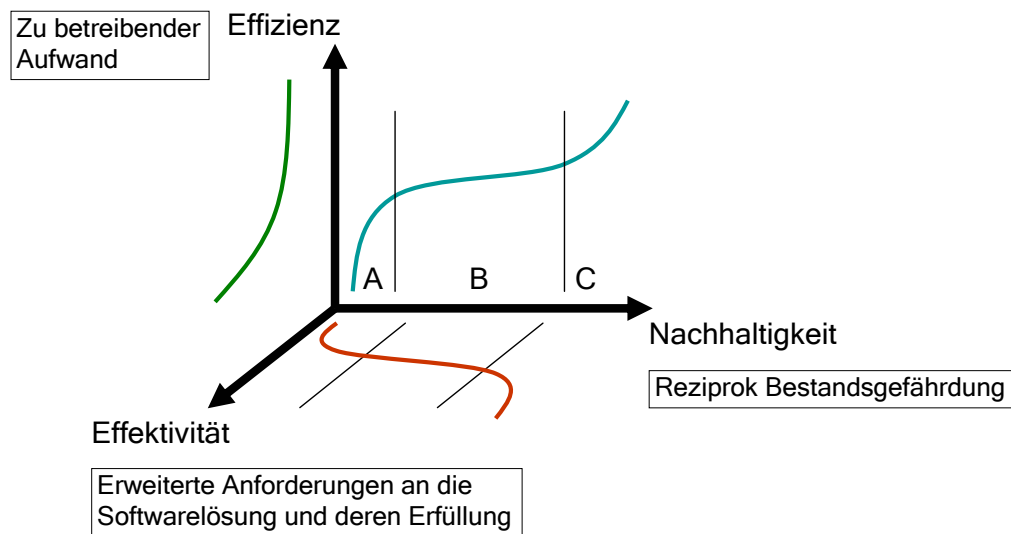 Zu betreibender
Aufwand
Effizienz
A
B
C
Nachhaltigkeit
Reziprok Bestandsgefährdung
Effektivität
Erweiterte Anforderungen an die
Softwarelösung und deren Erfüllung